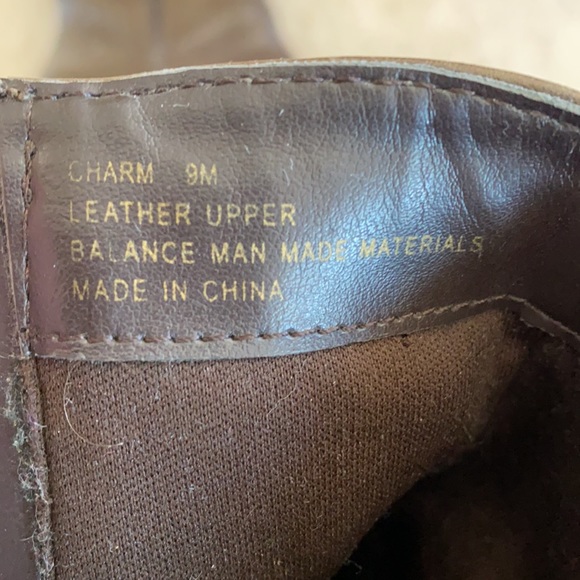 CHARM 9M
LEATHER UPPER
BALANCE MAN MADE MATERIALS
MADE IN CHINA